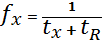 f_x = 1 / (t_x + t_R)